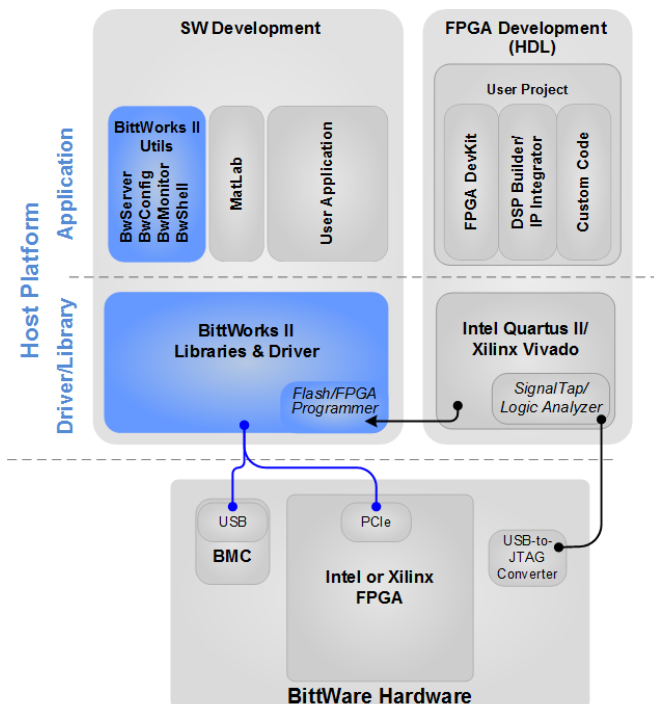 SW Development
FPGA Development
(HDL)
Host Platform
Application
BittWorks II
Utils
BwServer
BwConfig
BwMonitor
BwShell
MatLab
User Application
User Project
FPGA DevKit
DSP Builder/
IP Integrator
Custom Code
Driver/Library
BittWorks II
Libraries & Driver
Flash/FPGA
Programmer
Intel Quartus II/
Xilinx Vivado
SignalTap/
Logic Analyzer
USB
BMC
PCIe
Intel or Xilinx
FPGA
USB-to-
JTAG
Converter
BittWare Hardware